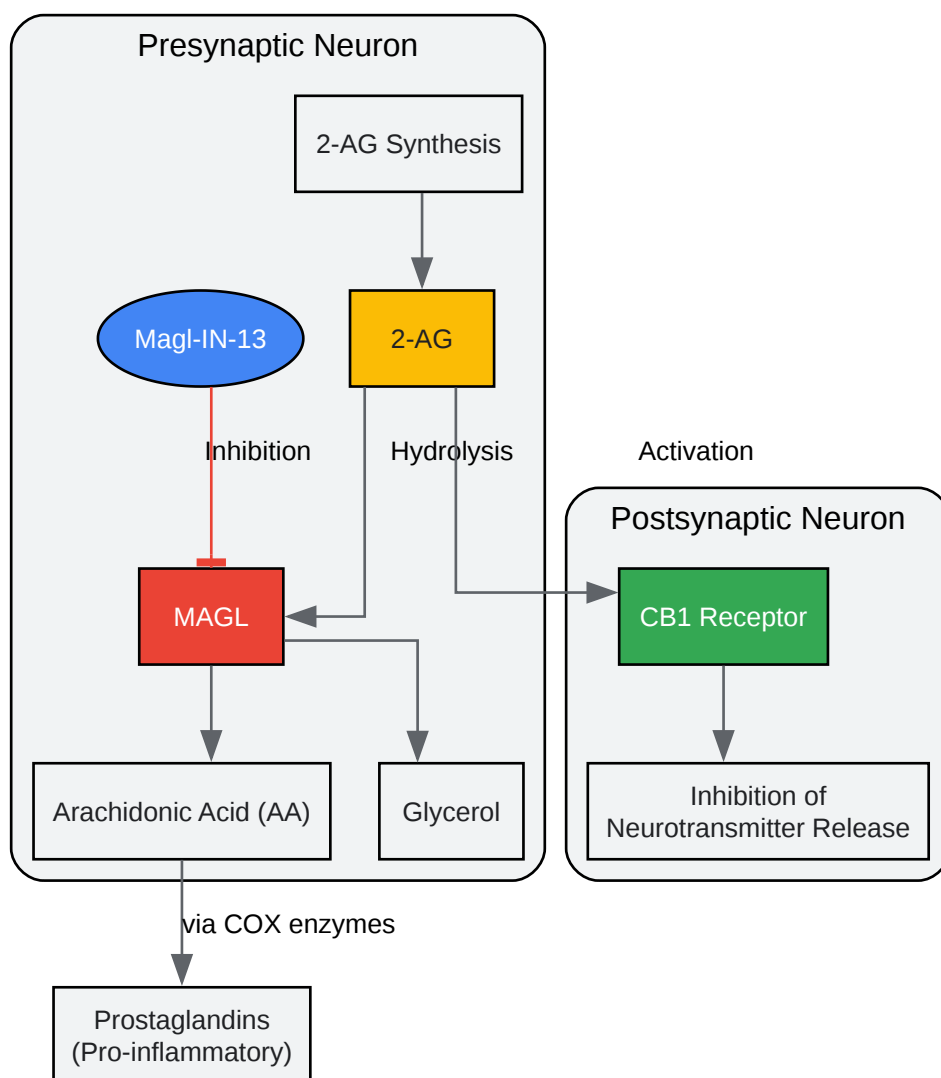 Presynaptic Neuron
2-AG Synthesis
Magl-IN-13
2-AG
Inhibition
Hydrolysis
Activation
Postsynaptic Neuron
MAGL
CB1 Receptor
Arachidonic Acid (AA)
Glycerol
Inhibition of
Neurotransmitter Release
via COX enzymes
Prostaglandins
(Pro-inflammatory)